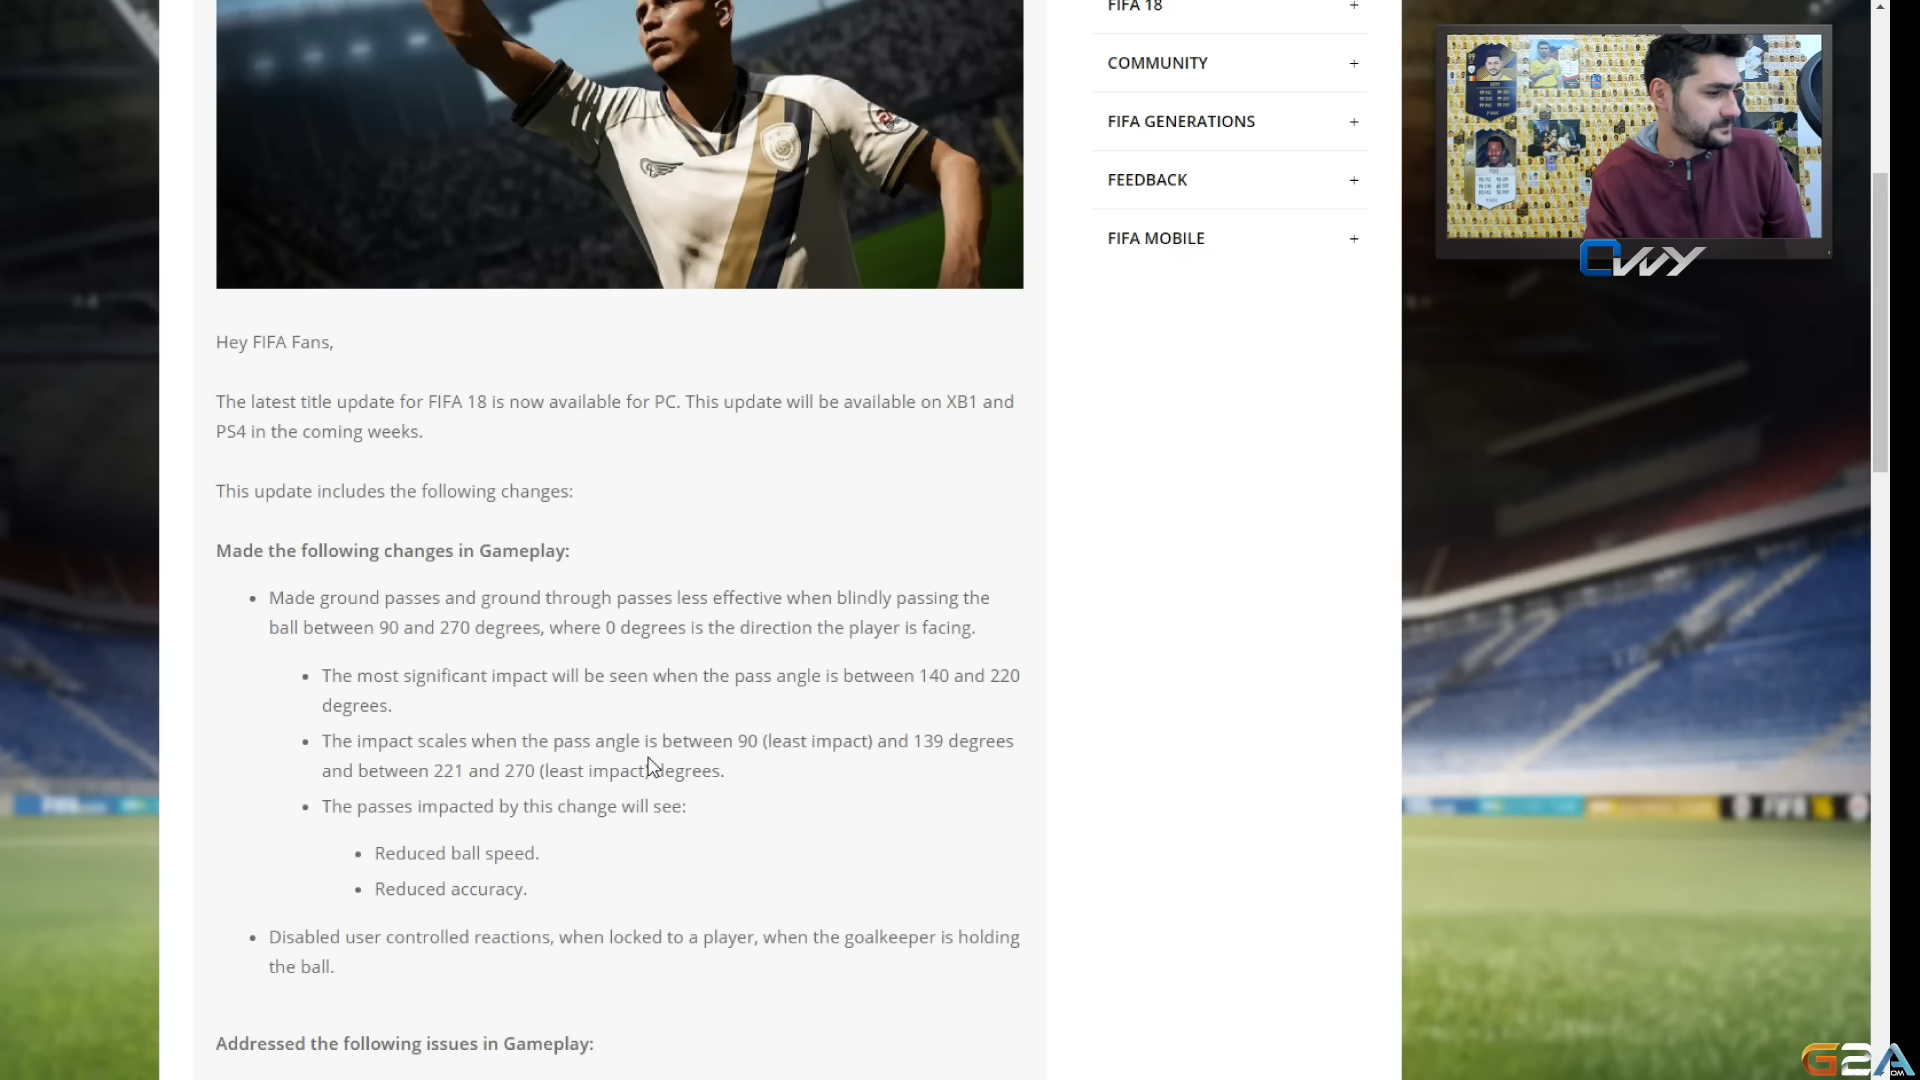 FIFA 18 +
COMMUNITY +
FIFA GENERATIONS +
FEEDBACK +
FIFA MOBILE +
Hey FIFA Fans,
The latest title update for FIFA 18 is now available for PC. This update will be available on XB1 and
PS4 in the coming weeks.
This update includes the following changes:
Made the following changes in Gameplay:
• Made ground passes and ground through passes less effective when blindly passing the
ball between 90 and 270 degrees, where 0 degrees is the direction the player is facing.
• The most significant impact will be seen when the pass angle is between 140 and 220
degrees.
• The impact scales when the pass angle is between 90 (least impact) and 139 degrees
and between 221 and 270 (least impact) degrees.
• The passes impacted by this change will see:
• Reduced ball speed.
• Reduced accuracy.
• Disabled user controlled reactions, when locked to a player, when the goalkeeper is holding
the ball.
Addressed the following issues in Gameplay:
G2A
.COM